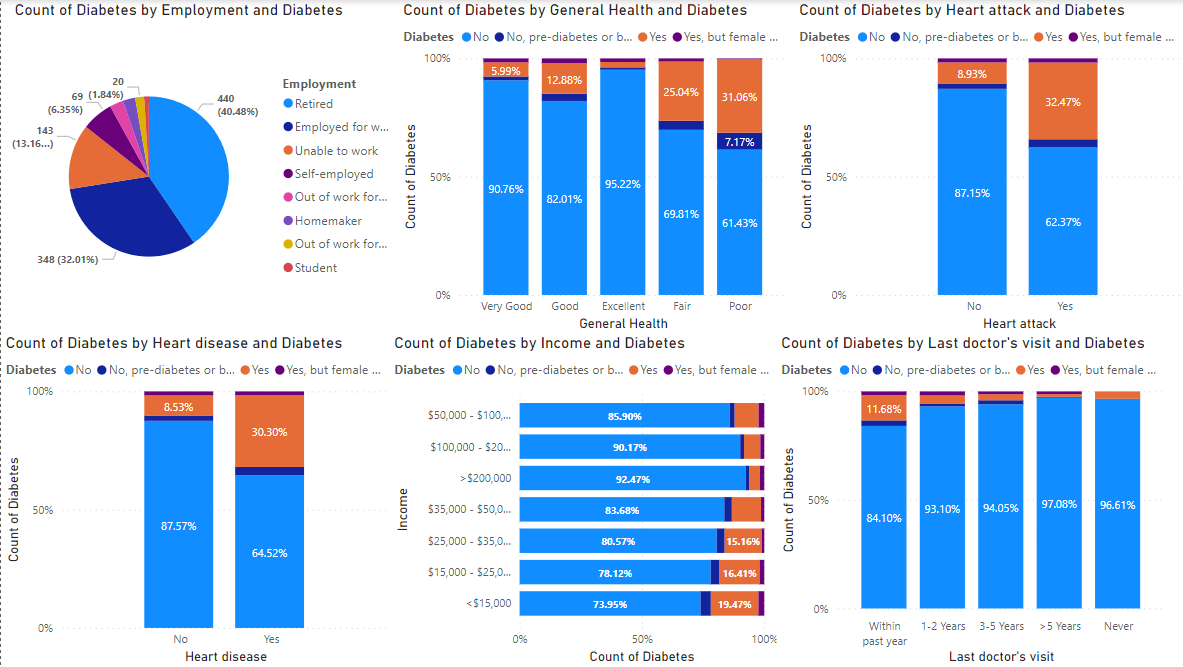 Count of Diabetes by Employment and Diabetes
20
(1.84%)
69
(6.35%)
143
(13.16...)
440
(40.48%)
348 (32.01%)
Employment
Retired
Employed for w...
Unable to work
Self-employed
Out of work for...
Homemaker
Out of work for...
Student
Count of Diabetes by General Health and Diabetes
Diabetes No No, pre-diabetes or b... Yes Yes, but female ...
100%
50%
0%
Count of Diabetes
5.99%
12.88%
25.04%
31.06%
7.17%
90.76%
82.01%
95.22%
69.81%
61.43%
Very Good Good Excellent Fair Poor
General Health
Count of Diabetes by Heart attack and Diabetes
Diabetes No No, pre-diabetes or b... Yes Yes, but female ...
100%
50%
0%
Count of Diabetes
8.93%
32.47%
87.15%
62.37%
No Yes
Heart attack
Count of Diabetes by Heart disease and Diabetes
Diabetes No No, pre-diabetes or b... Yes Yes, but female ...
100%
50%
0%
Count of Diabetes
8.53%
30.30%
87.57%
64.52%
No Yes
Heart disease
Count of Diabetes by Income and Diabetes
Diabetes No No, pre-diabetes or b... Yes Yes, but female ...
Income
$50,000 - $100,... 85.90%
$100,000 - $20... 90.17%
>$200,000 92.47%
$35,000 - $50,0... 83.68%
$25,000 - $35,0... 80.57% 15.16%
$15,000 - $25,0... 78.12% 16.41%
<$15,000 73.95% 19.47%
0% 50% 100%
Count of Diabetes
Count of Diabetes by Last doctor's visit and Diabetes
Diabetes No No, pre-diabetes or b... Yes Yes, but female ...
100%
50%
0%
Count of Diabetes
11.68%
84.10%
93.10%
94.05%
97.08%
96.61%
Within
past year
1-2 Years 3-5 Years >5 Years Never
Last doctor's visit